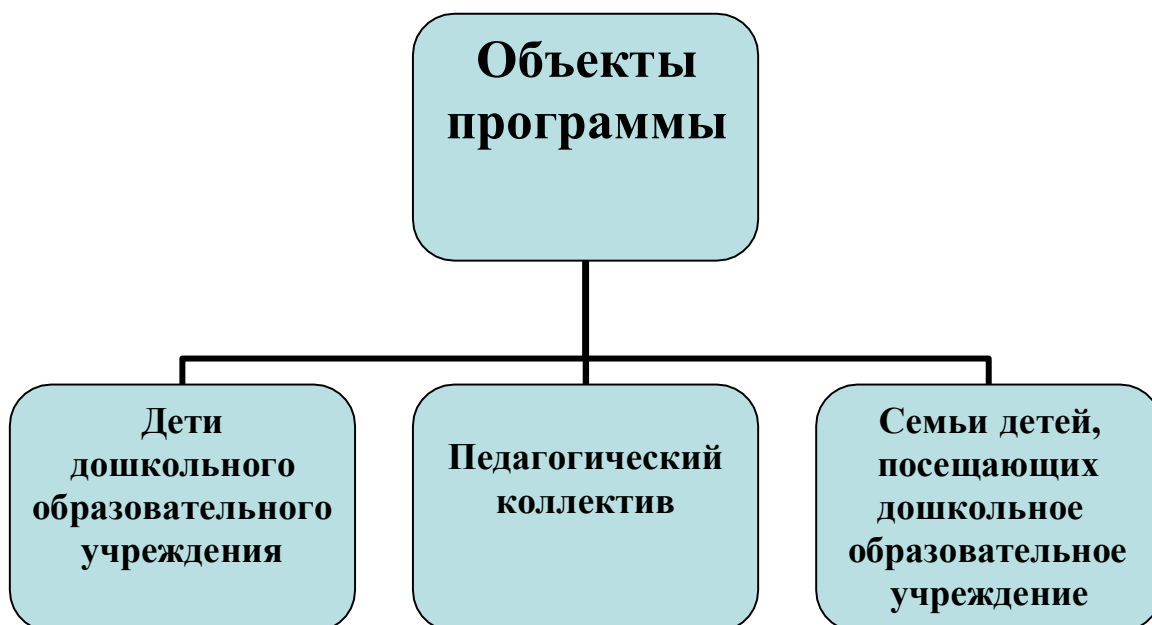 Объекты
программы
Дети
дошкольного
образовательного
учреждения
Педагогический
коллектив
Семьи детей,
посещающих
дошкольное
образовательное
учреждение